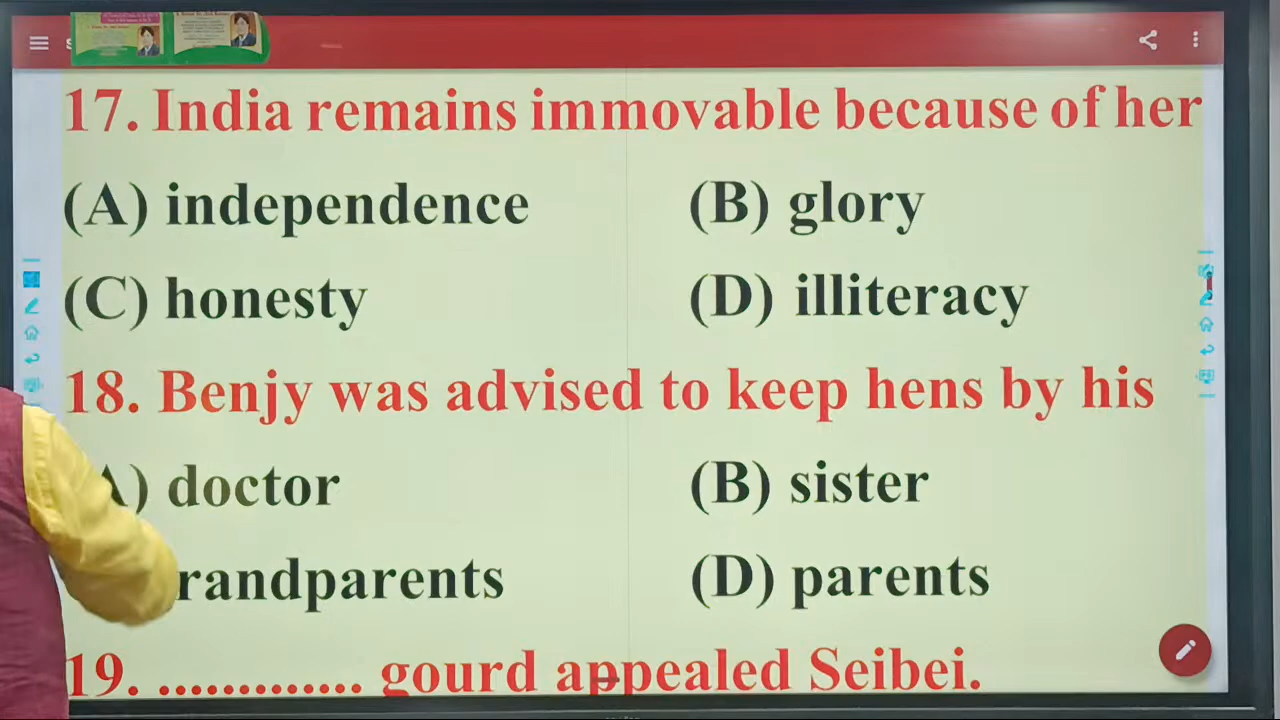 17. India remains immovable because of her
(A) independence (B) glory
(C) honesty (D) illiteracy
18. Benjy was advised to keep hens by his
A) doctor (B) sister
randparents (D) parents
19. ............. gourd appealed Seibei.